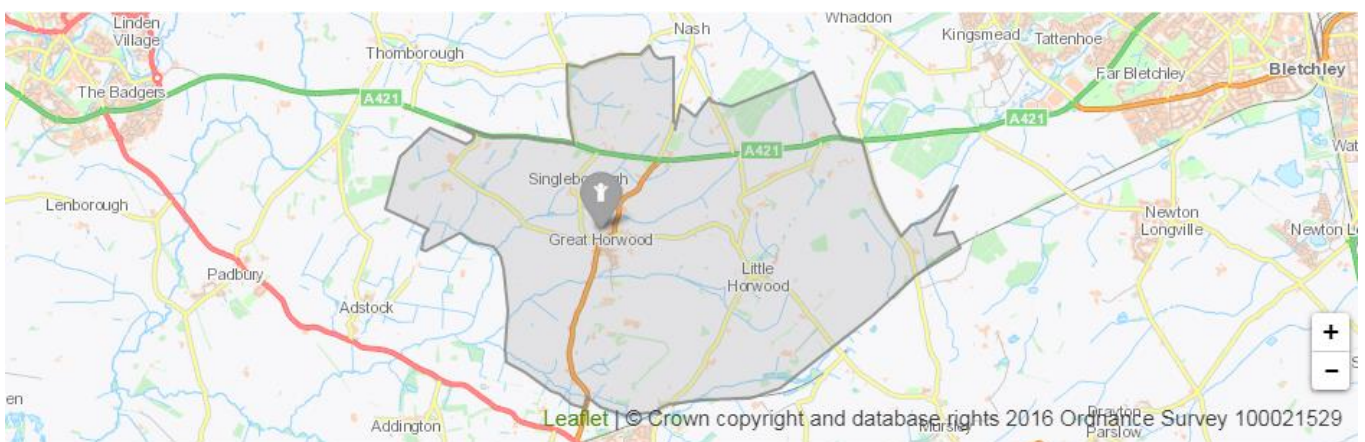 Linden
Village
Nash
Whaddon
Thornborough
Kingsmead
Tattenhoe
The Badgers
A421
Far Bletchley
Bletchley
A421
A421
Singleborough
Lenborough
Great Horwood
Newton
Longville
Newton Lo
Padbury
Little
Horwood
Adstock
+
-
Addington
Mursley
Drayton
Parslow
Leaflet | © Crown copyright and database rights 2016 Ordnance Survey 100021529